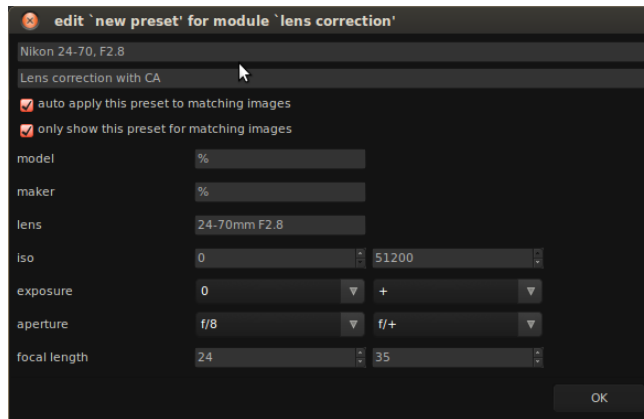 edit `new preset' for module `lens correction'
Nikon 24-70, F2.8
Lens correction with CA
auto apply this preset to matching images
only show this preset for matching images
model %
maker %
lens 24-70mm F2.8
iso 0 51200
exposure 0 +
aperture f/8 f/+
focal length 24 35
OK